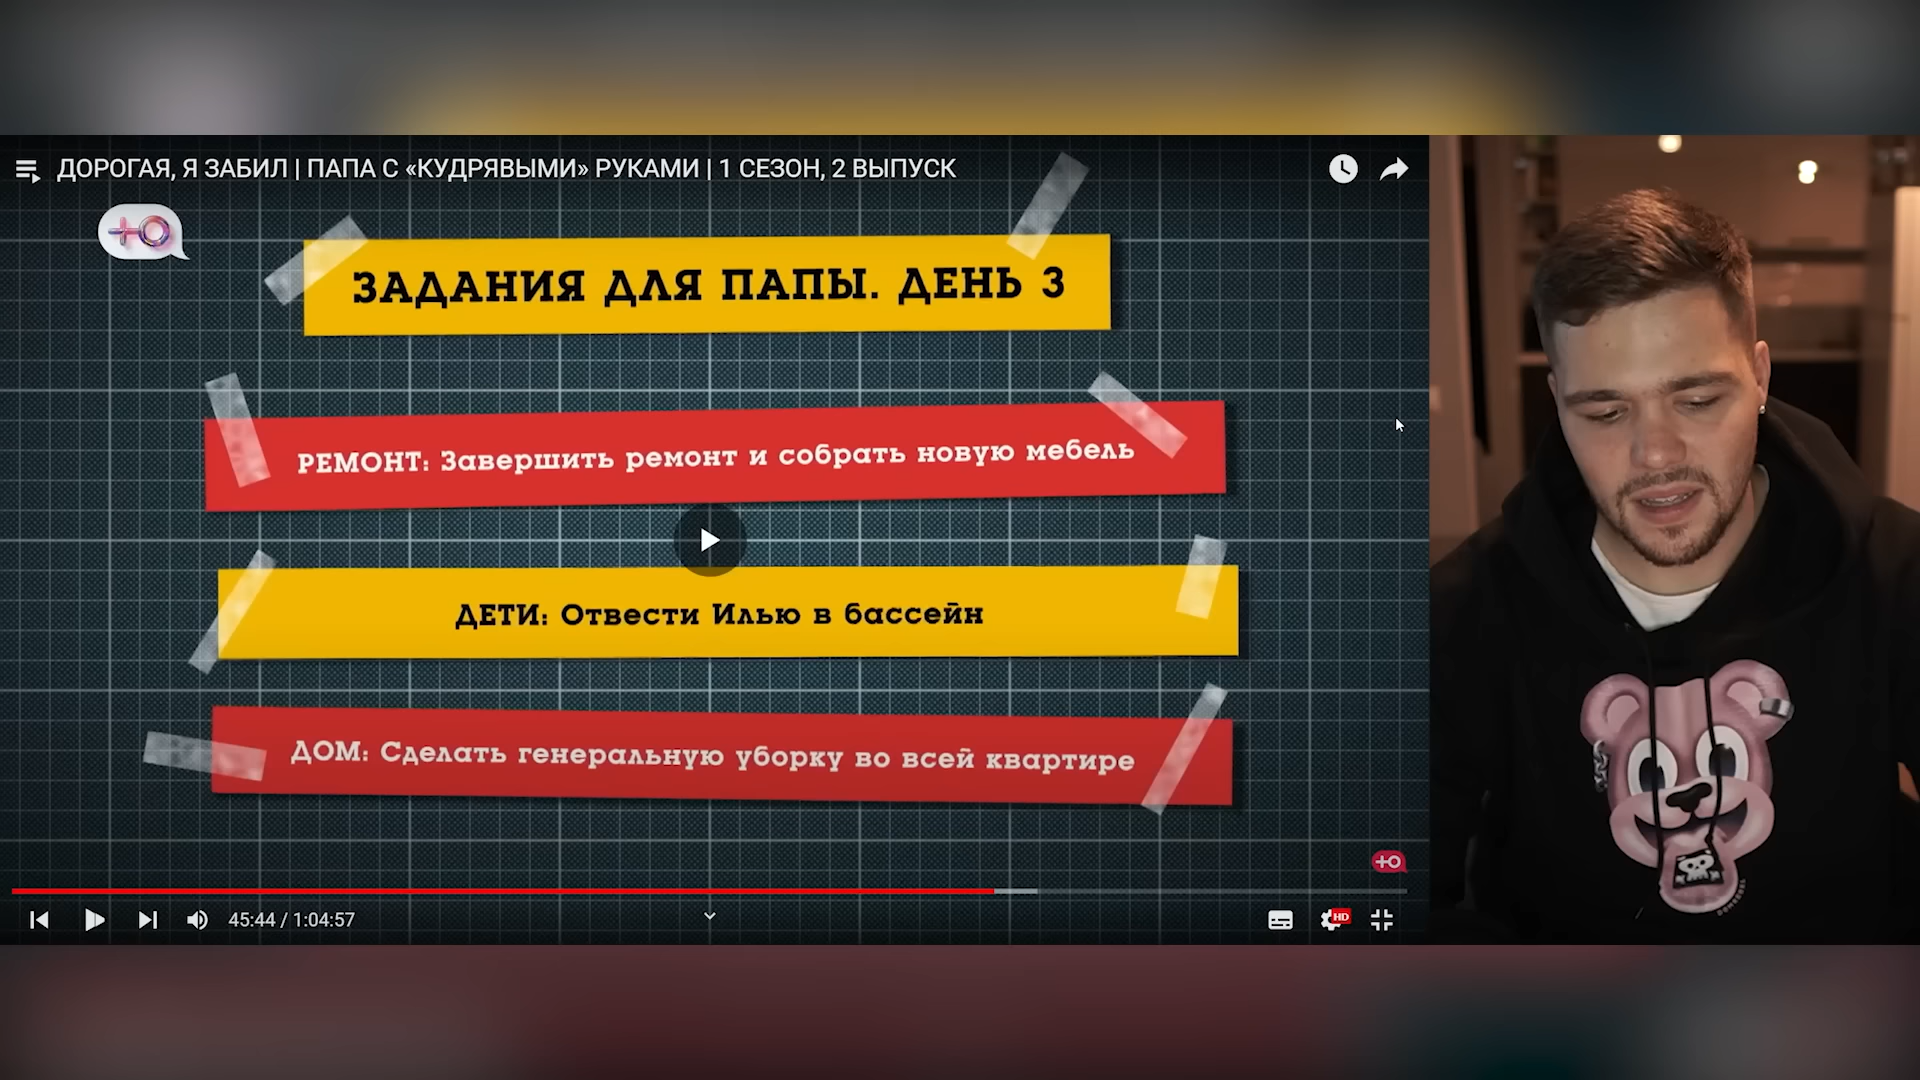 ДОРОГАЯ, Я ЗАБИЛ | ПАПА С «КУДРЯВЫМИ» РУКАМИ | 1 СЕЗОН, 2 ВЫПУСК
Ю
ЗАДАНИЯ ДЛЯ ПАПЫ. ДЕНЬ 3
РЕМОНТ: Завершить ремонт и собрать новую мебель
ДЕТИ: Отвести Илью в бассейн
ДОМ: Сделать генеральную уборку во всей квартире
Ю
45:44 / 1:04:57
HD